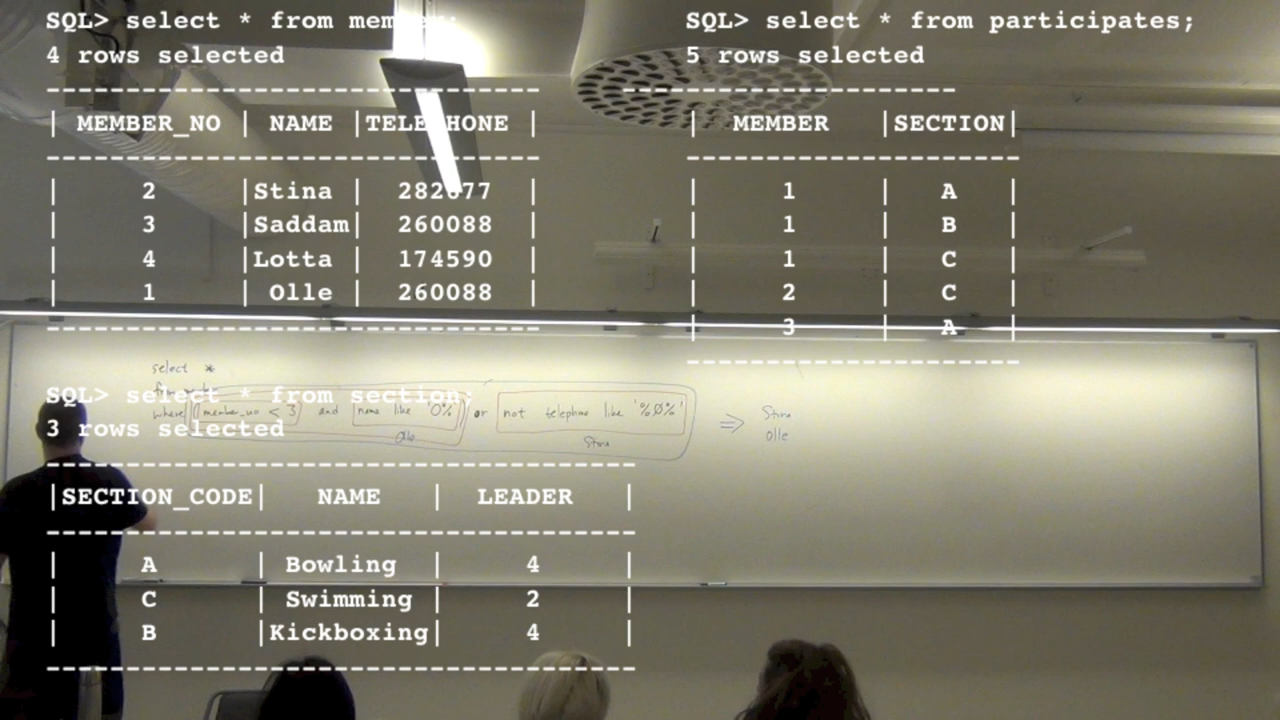 SQL> select * from member;
4 rows selected
-------------------------------
| MEMBER_NO | NAME |TELEPHONE |
-------------------------------
| 2 |Stina | 282677 |
| 3 |Saddam| 260088 |
| 4 |Lotta | 174590 |
| 1 | Olle | 260088 |
-------------------------------
SQL> select * from participates;
5 rows selected
---------------------
| MEMBER |SECTION|
---------------------
| 1 | A |
| 1 | B |
| 1 | C |
| 2 | C |
| 3 | A |
---------------------
SQL> select * from section;
3 rows selected
-------------------------------------
|SECTION_CODE| NAME | LEADER |
-------------------------------------
| A | Bowling | 4 |
| C | Swimming | 2 |
| B |Kickboxing| 4 |
-------------------------------------
select *
from
where member_no < 3 and name like 'O%' or not telephone like '%0%' ⇒ Stina
Olle
Olle Stina